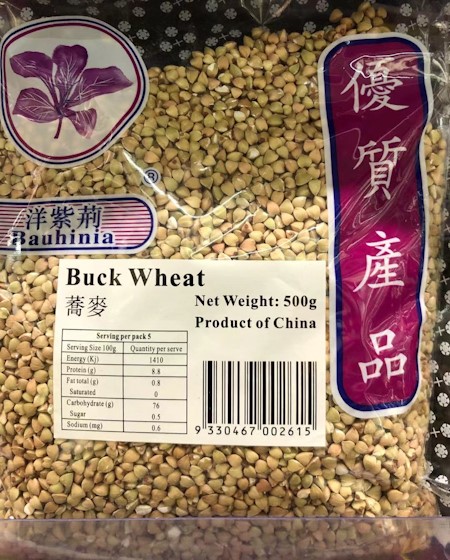 ®
洋紫荊
Bauhinia
優質產品
Buck Wheat
蕎麥
Net Weight: 500g
Product of China
Serving per pack 5
Serving Size 100g Quantity per serve
Energy (Kj) 1410
Protein (g) 8.8
Fat total (g) 0.8
Saturated 0
Carbohydrate (g) 76
Sugar 0.5
Sodium (mg) 0.6
9 330467 002615